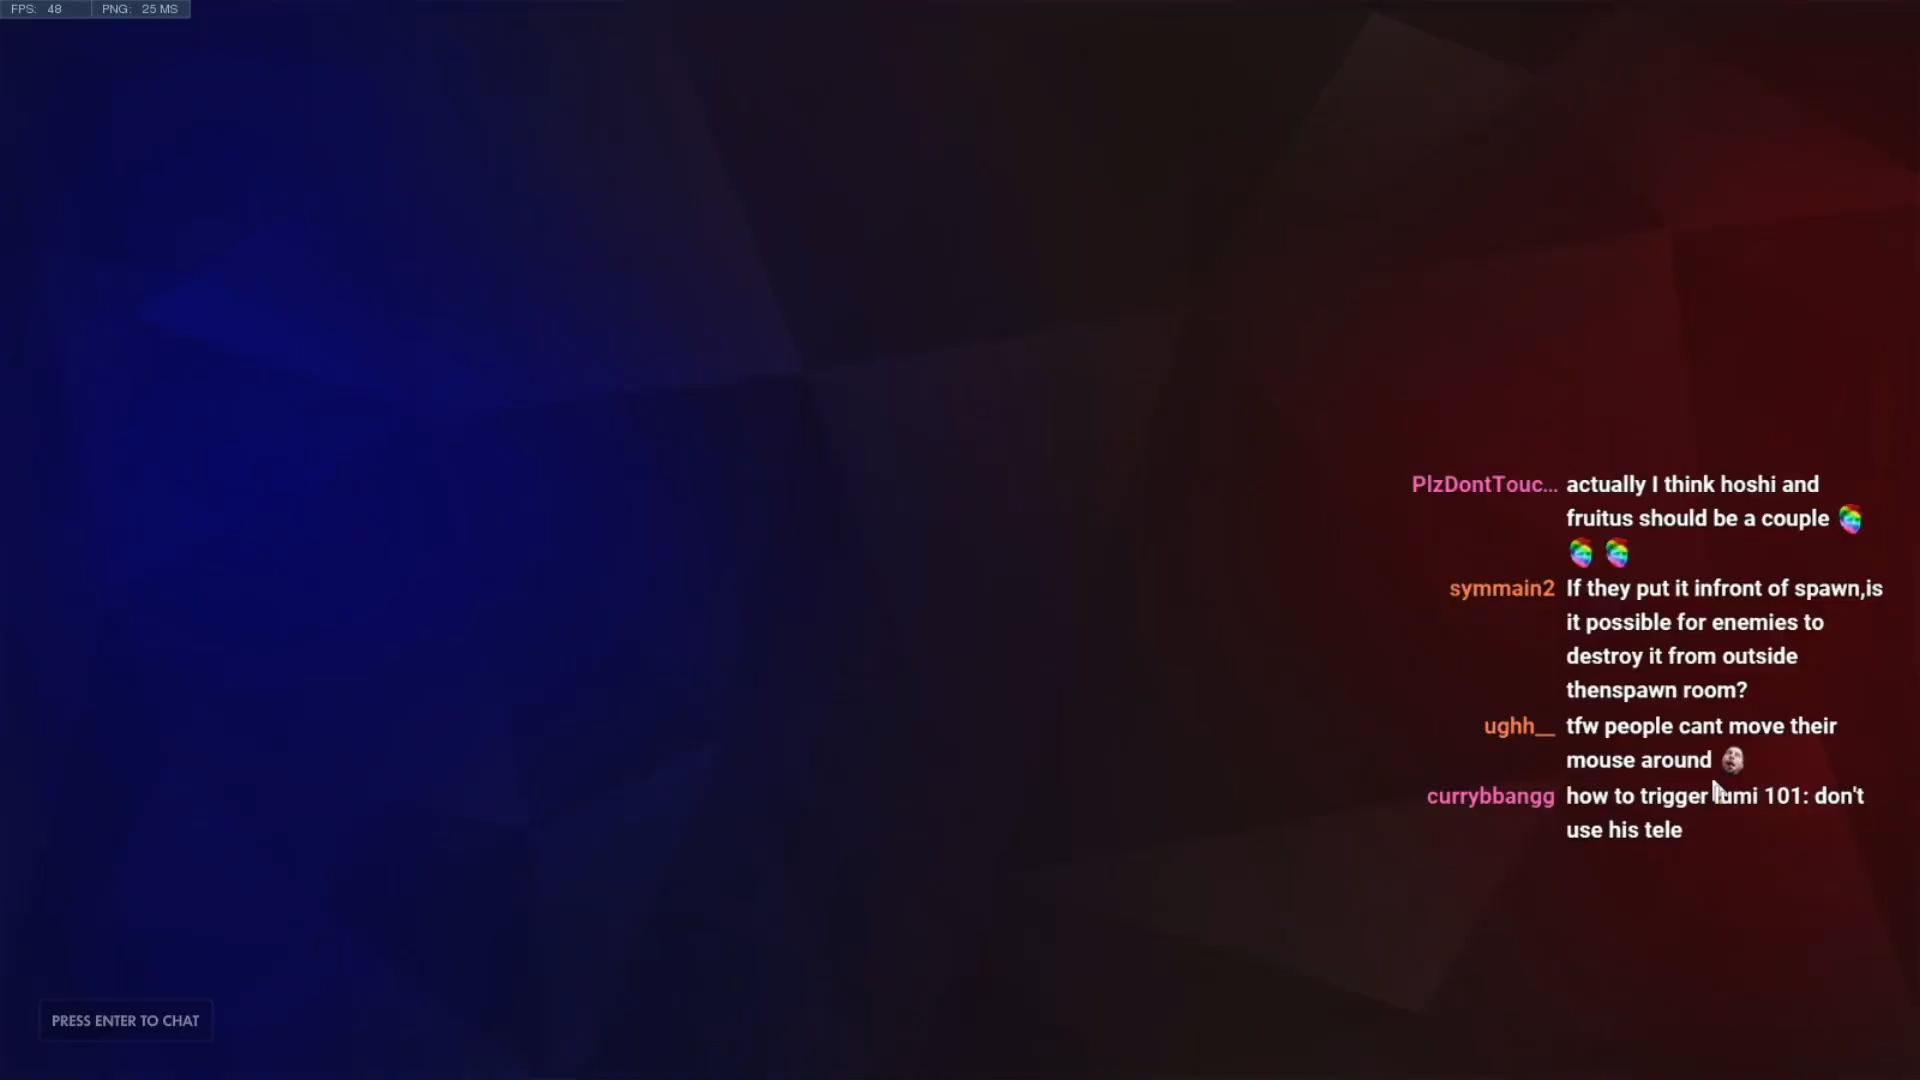 FPS: 48 PNG: 25 MS
PlzDontTouc... actually I think hoshi and
fruitus should be a couple
symmain2 If they put it infront of spawn,is
it possible for enemies to
destroy it from outside
thenspawn room?
ughh__ tfw people cant move their
mouse around
currybbangg how to trigger lumi 101: don't
use his tele
PRESS ENTER TO CHAT